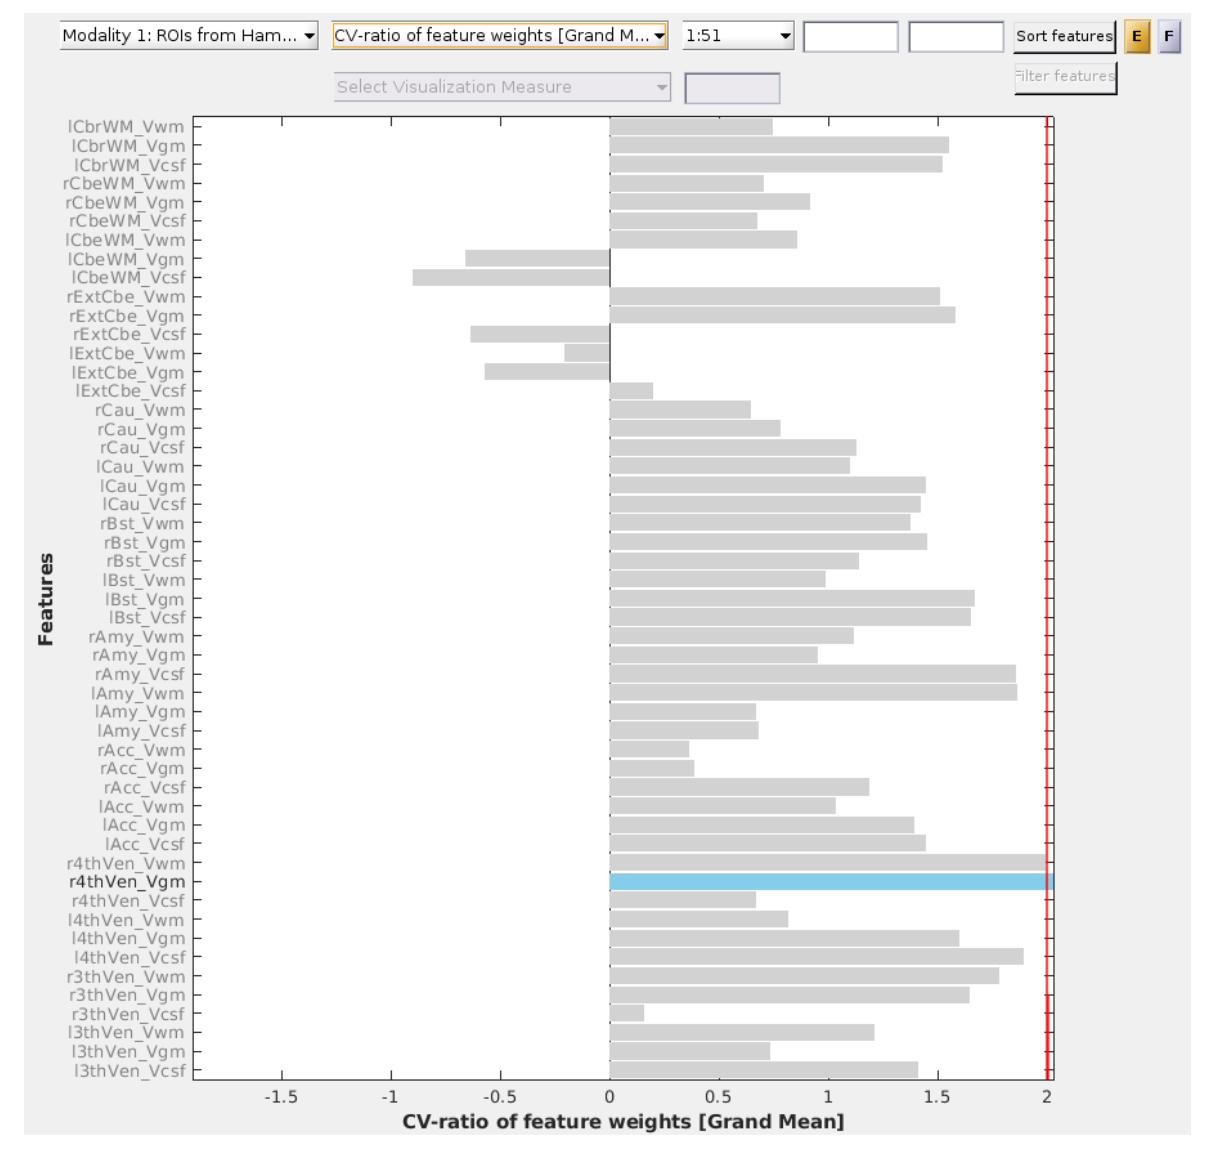 Modality 1: ROIs from Ham...
CV-ratio of feature weights [Grand M...
1:51
Sort features
E
F
Select Visualization Measure
Filter features
lCbrWM_Vwm
lCbrWM_Vgm
lCbrWM_Vcsf
rCbeWM_Vwm
rCbeWM_Vgm
rCbeWM_Vcsf
lCbeWM_Vwm
lCbeWM_Vgm
lCbeWM_Vcsf
rExtCbe_Vwm
rExtCbe_Vgm
rExtCbe_Vcsf
lExtCbe_Vwm
lExtCbe_Vgm
lExtCbe_Vcsf
rCau_Vwm
rCau_Vgm
rCau_Vcsf
lCau_Vwm
lCau_Vgm
lCau_Vcsf
rBst_Vwm
rBst_Vgm
rBst_Vcsf
lBst_Vwm
lBst_Vgm
lBst_Vcsf
rAmy_Vwm
rAmy_Vgm
rAmy_Vcsf
lAmy_Vwm
lAmy_Vgm
lAmy_Vcsf
rAcc_Vwm
rAcc_Vgm
rAcc_Vcsf
lAcc_Vwm
lAcc_Vgm
lAcc_Vcsf
r4thVen_Vwm
r4thVen_Vgm
r4thVen_Vcsf
l4thVen_Vwm
l4thVen_Vgm
l4thVen_Vcsf
r3thVen_Vwm
r3thVen_Vgm
r3thVen_Vcsf
l3thVen_Vwm
l3thVen_Vgm
l3thVen_Vcsf
Features
-1.5 -1 -0.5 0 0.5 1 1.5 2
CV-ratio of feature weights [Grand Mean]